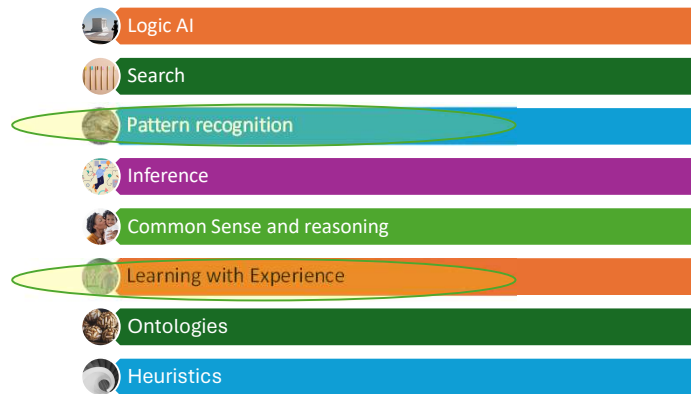 Logic AI
Search
Pattern recognition
Inference
Common Sense and reasoning
Learning with Experience
Ontologies
Heuristics